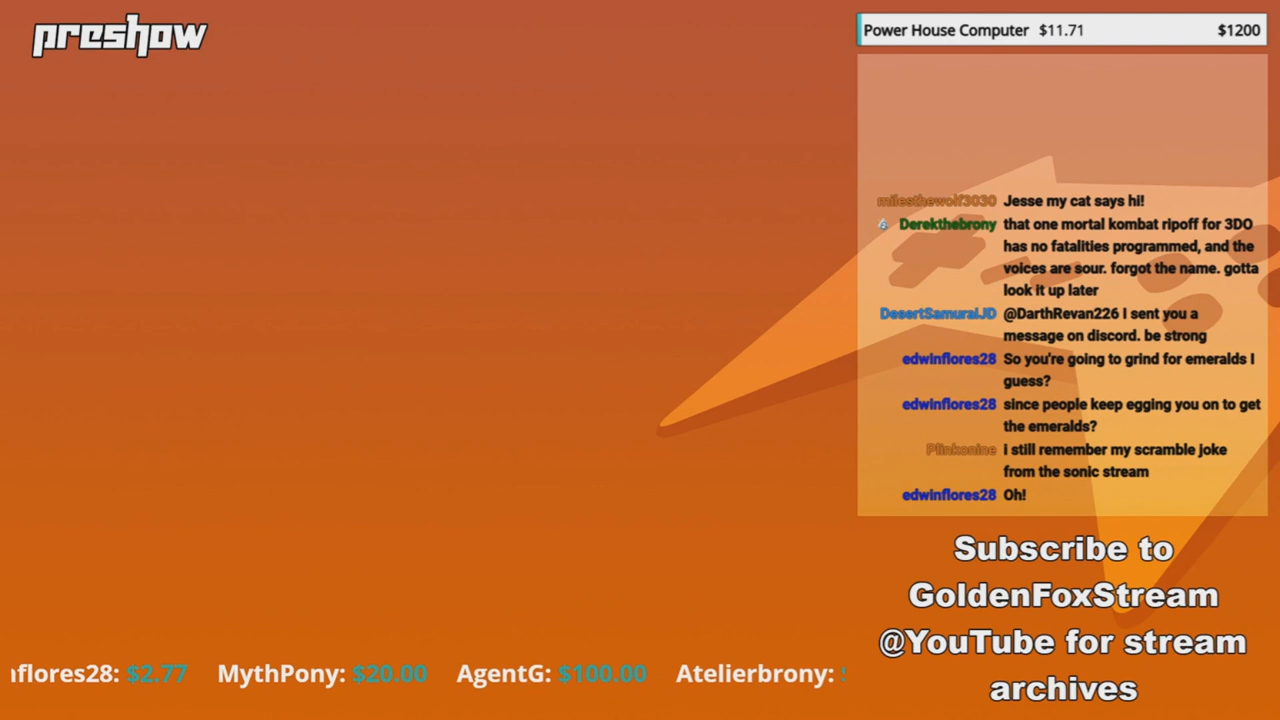 preshow
Power House Computer $11.71 $1200
milesthewolf3030 Jesse my cat says hi!
Derekthebrony that one mortal kombat ripoff for 3DO
has no fatalities programmed, and the
voices are sour. forgot the name. gotta
look it up later
DesertSamuraiJD @DarthRevan226 I sent you a
message on discord. be strong
edwinflores28 So you're going to grind for emeralds I
guess?
edwinflores28 since people keep egging you on to get
the emeralds?
Plinkonine I still remember my scramble joke
from the sonic stream
edwinflores28 Oh!
Subscribe to
GoldenFoxStream
@YouTube for stream
archives
nflores28: $2.77 MythPony: $20.00 AgentG: $100.00 Atelierbrony: $